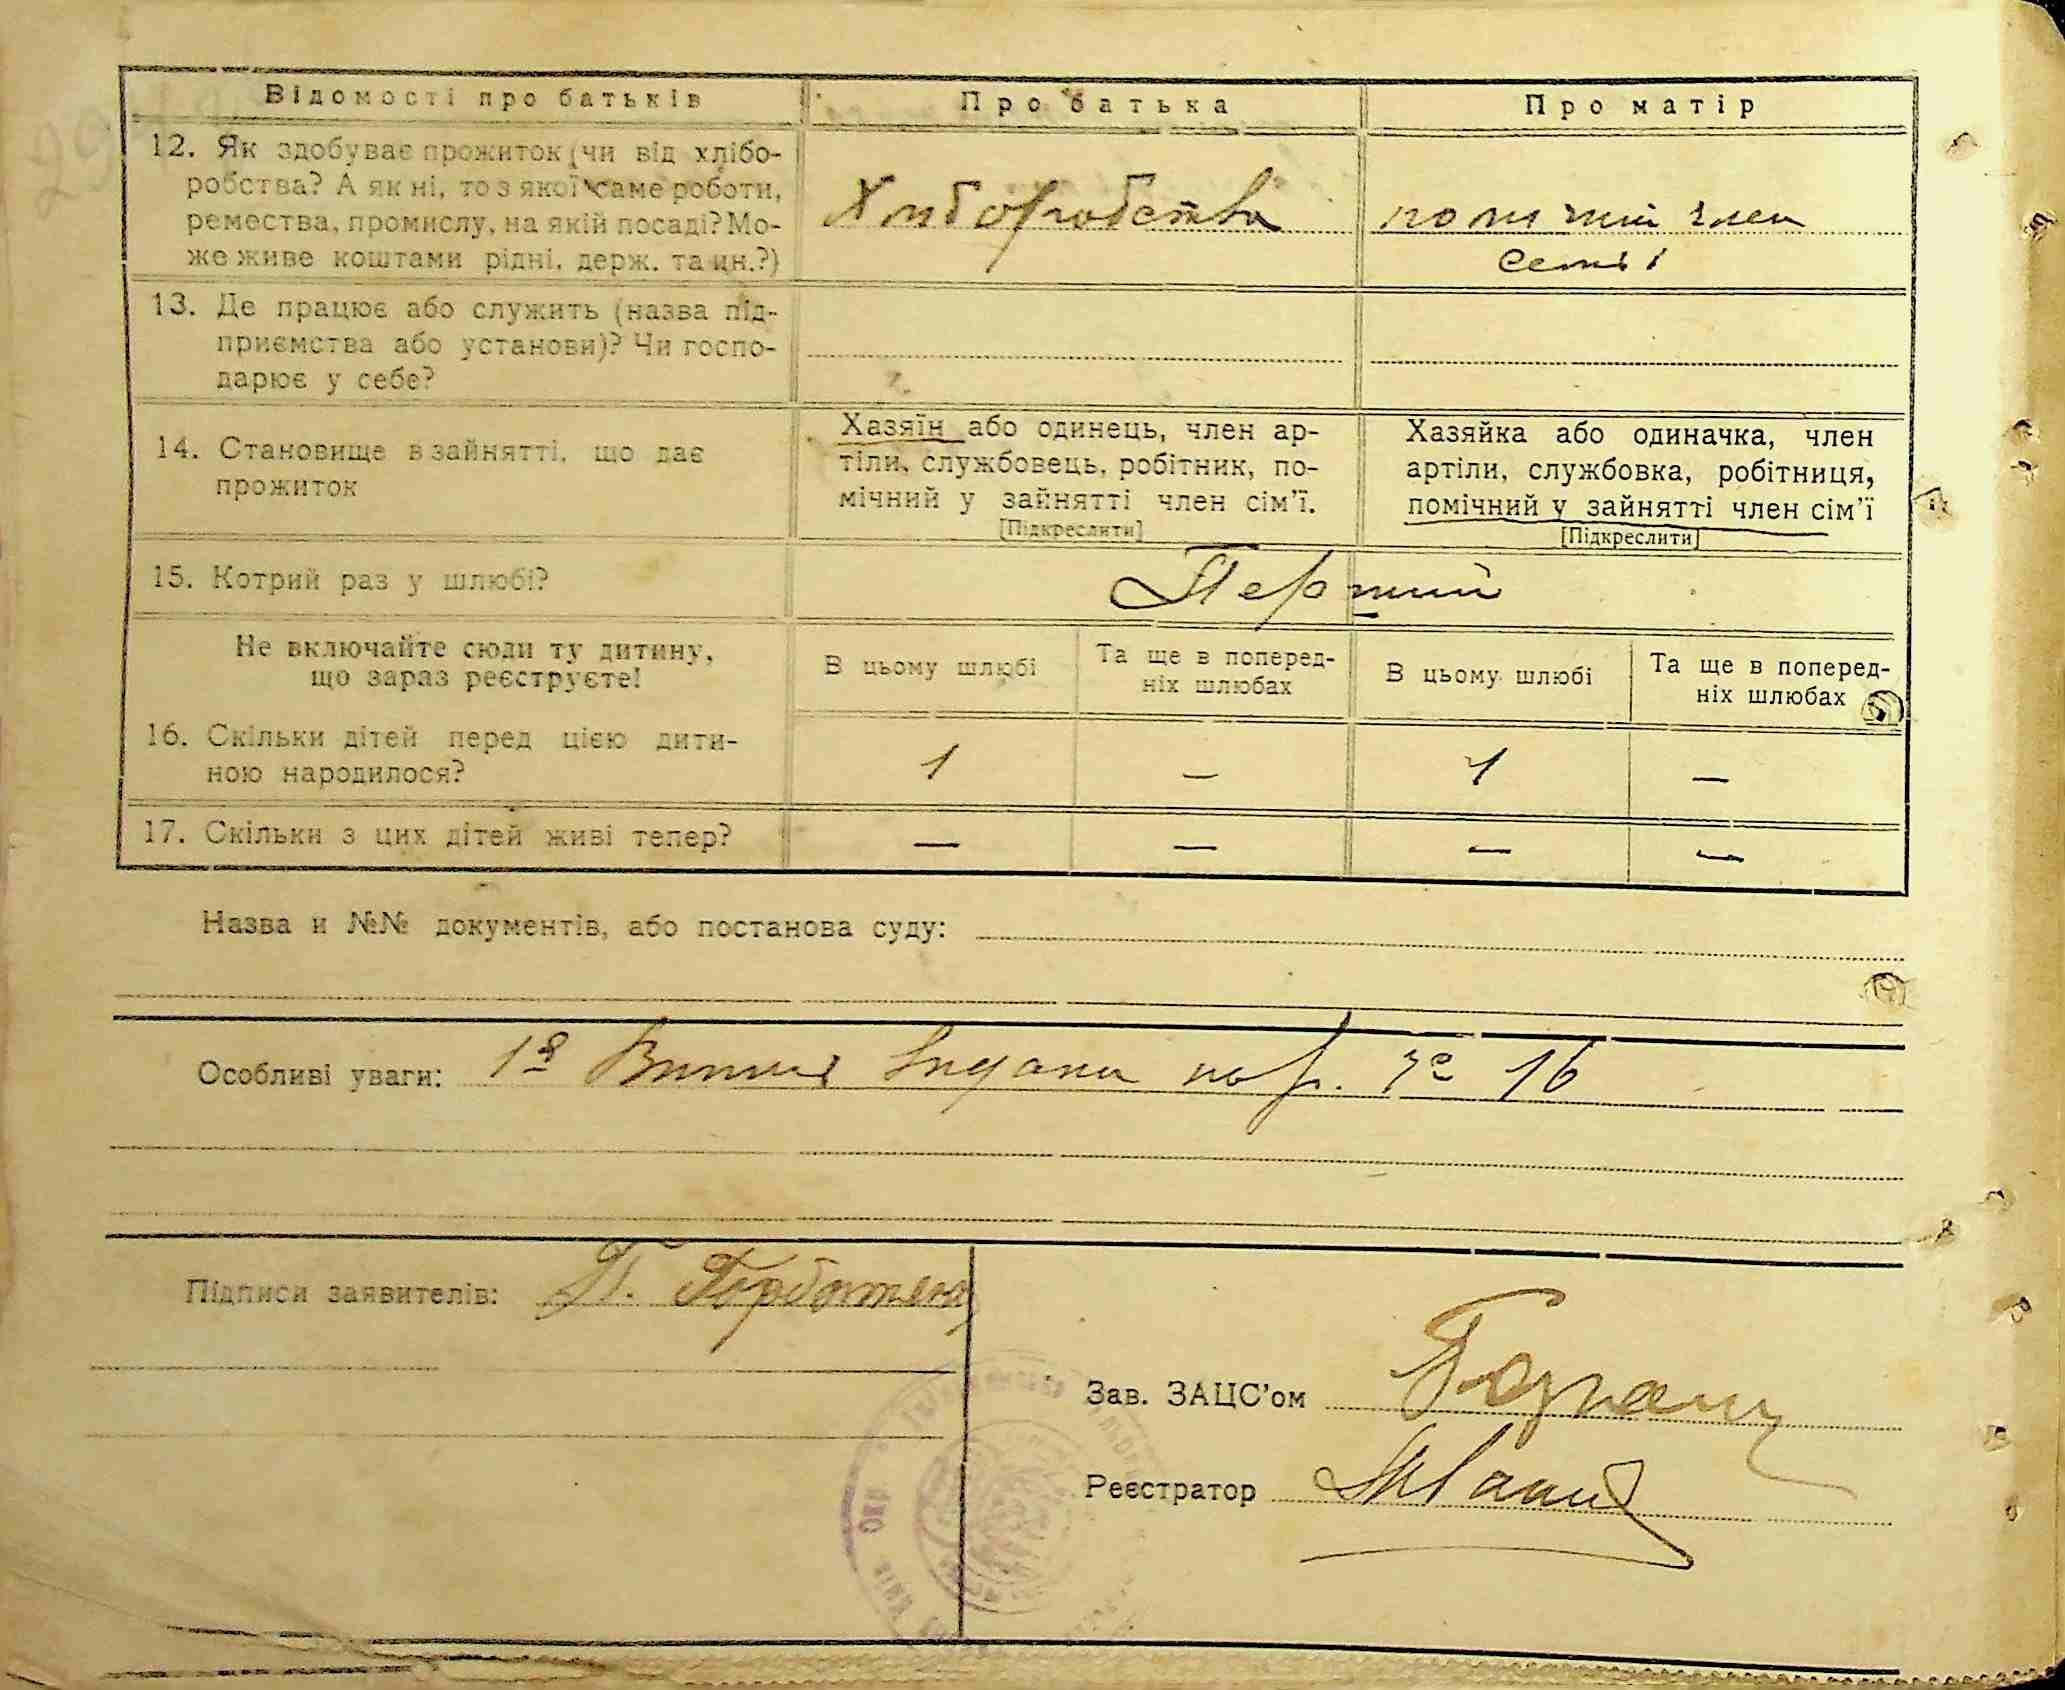 Відомості про батьків
Про батька
Про матір
12. Як здобуває прожиток (чи від хлібо-
робства? А як ні, то з якої саме роботи,
ремества, промислу, на якій посаді? Мо-
же живе коштами рідні, держ. та ин.?)
Хліборобства
помічний член
семії
13. Де працює або служить (назва під-
приємства або установи)? Чи госпо-
дарює у себе?
14. Становище в зайнятті, що дає
прожиток
Хазяїн або одинець, член ар-
тіли, службовець, робітник, по-
мічний у зайнятті член сім'ї.
[Підкреслити]
Хазяйка або одиначка, член
артіли, службовка, робітниця,
помічний у зайнятті член сім'ї
[Підкреслити]
15. Котрий раз у шлюбі?
Перший
Не включайте сюди ту дитину,
що зараз реєструєте!
В цьому шлюбі
Та ще в поперед-
ніх шлюбах
В цьому шлюбі
Та ще в поперед-
ніх шлюбах
16. Скільки дітей перед цією дити-
ною народилося?
1 — 1 —
17. Скільки з цих дітей живі тепер?
— — — —
Назва и №№ документів, або постанова суду:
Особливі уваги: 16
Підписи заявителів: П. Горбатенко
Зав. ЗАЦС'ом
Реєстратор